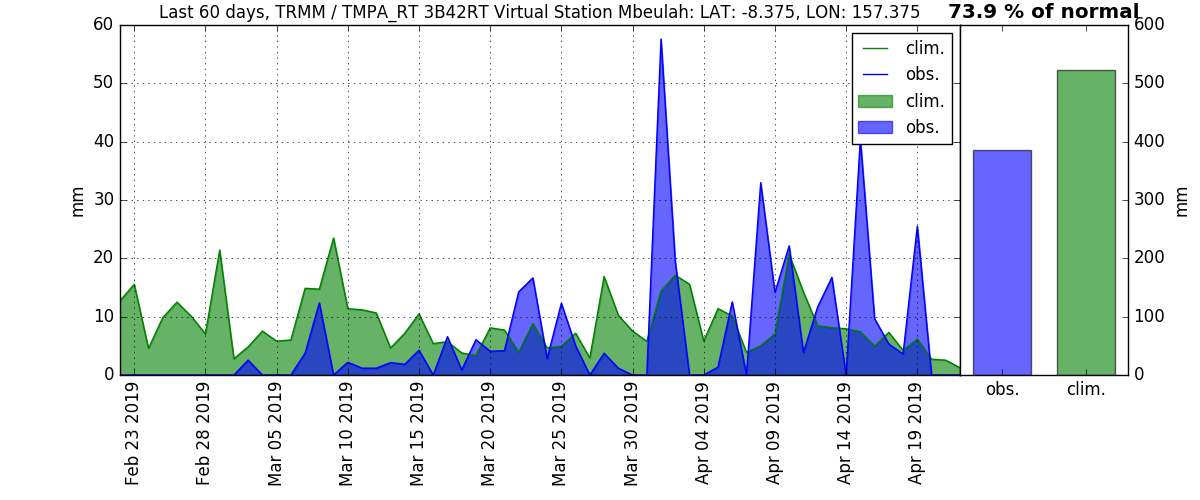 Last 60 days, TRMM / TMPA_RT 3B42RT Virtual Station Mbeulah: LAT: -8.375, LON: 157.375
73.9 % of normal
60
50
40
30
20
10
0
mm
clim.
obs.
clim.
obs.
600
500
400
300
200
100
0
mm
obs.
clim.
Feb 23 2019
Feb 28 2019
Mar 05 2019
Mar 10 2019
Mar 15 2019
Mar 20 2019
Mar 25 2019
Mar 30 2019
Apr 04 2019
Apr 09 2019
Apr 14 2019
Apr 19 2019